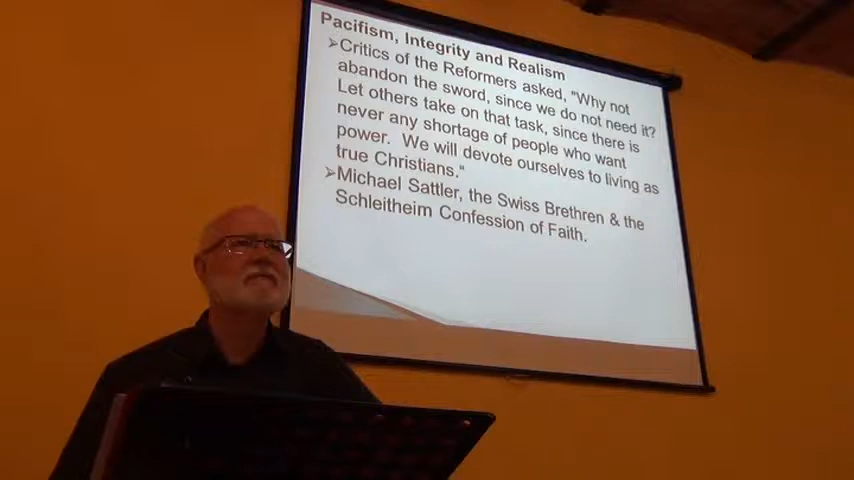 Pacifism, Integrity and Realism
➢Critics of the Reformers asked, "Why not
abandon the sword, since we do not need it?
Let others take on that task, since there is
never any shortage of people who want
power. We will devote ourselves to living as
true Christians."
➢Michael Sattler, the Swiss Brethren & the
Schleitheim Confession of Faith.